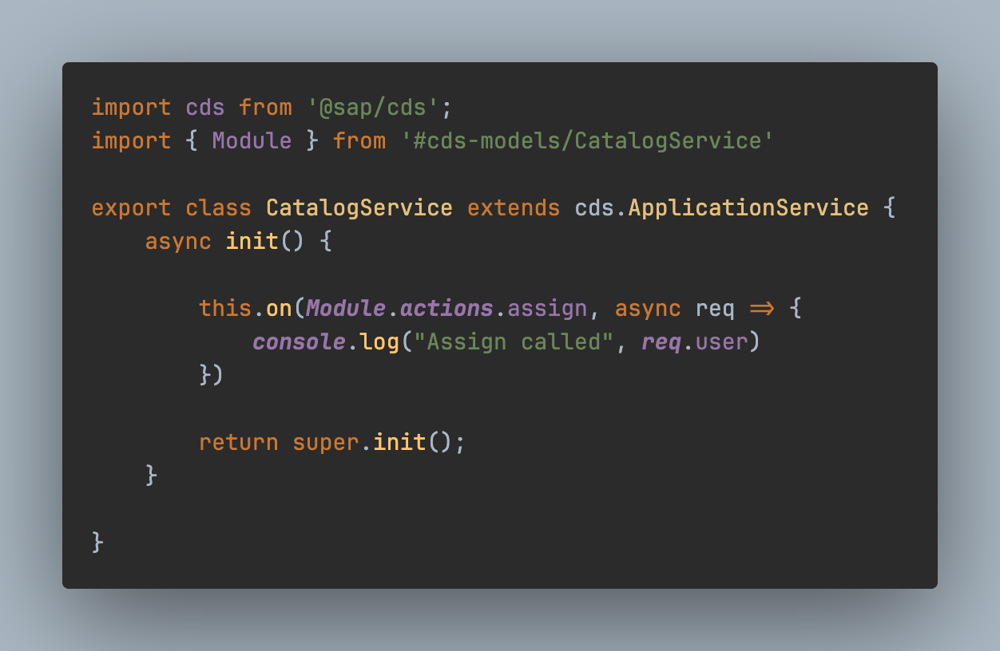 import cds from '@sap/cds';
import { Module } from '#cds-models/CatalogService'
export class CatalogService extends cds.ApplicationService {
    async init() {
        this.on(Module.actions.assign, async req => {
            console.log("Assign called", req.user)
        })
        return super.init();
    }
}